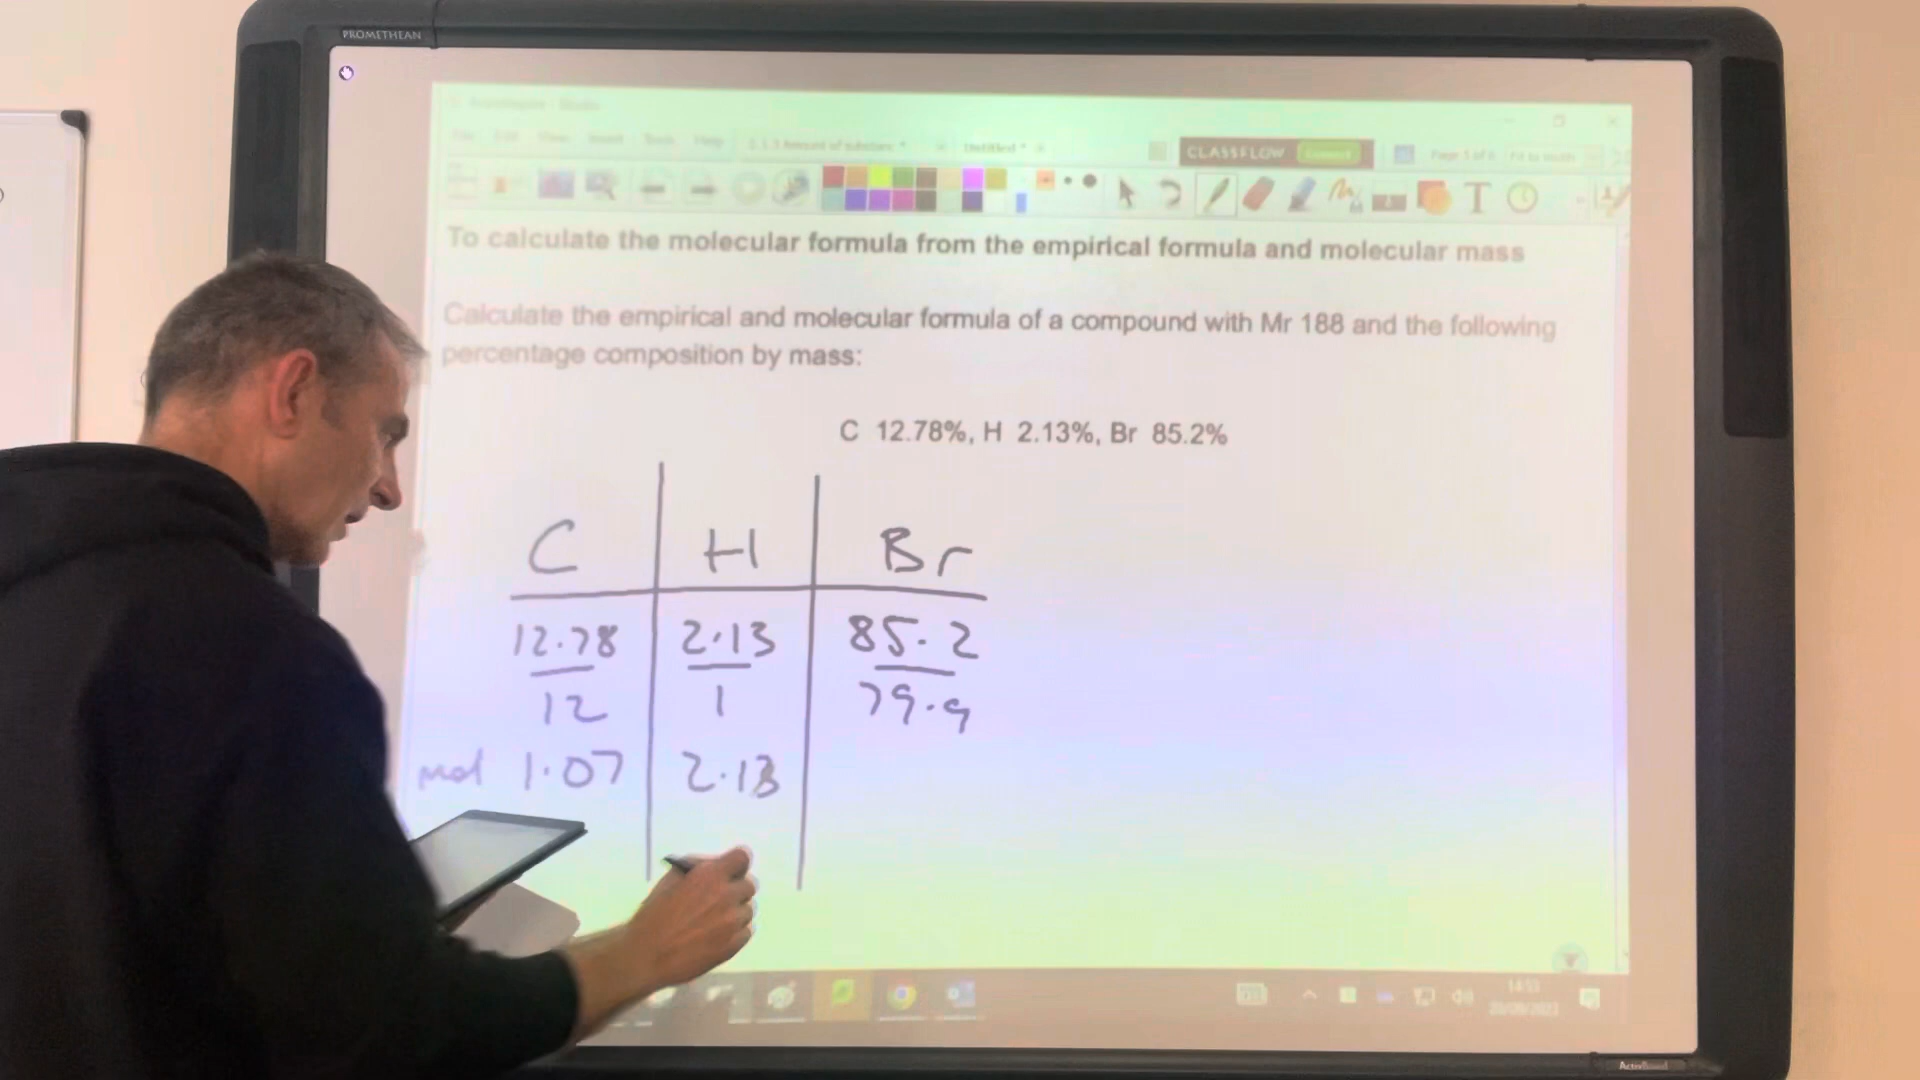 PROMETHEAN
CLASSFLOW
To calculate the molecular formula from the empirical formula and molecular mass
Calculate the empirical and molecular formula of a compound with Mr 188 and the following
percentage composition by mass:
C 12.78%, H 2.13%, Br 85.2%
C H Br
12.78 2.13 85.2
12 1 79.9
mol 1.07 2.13
14:53